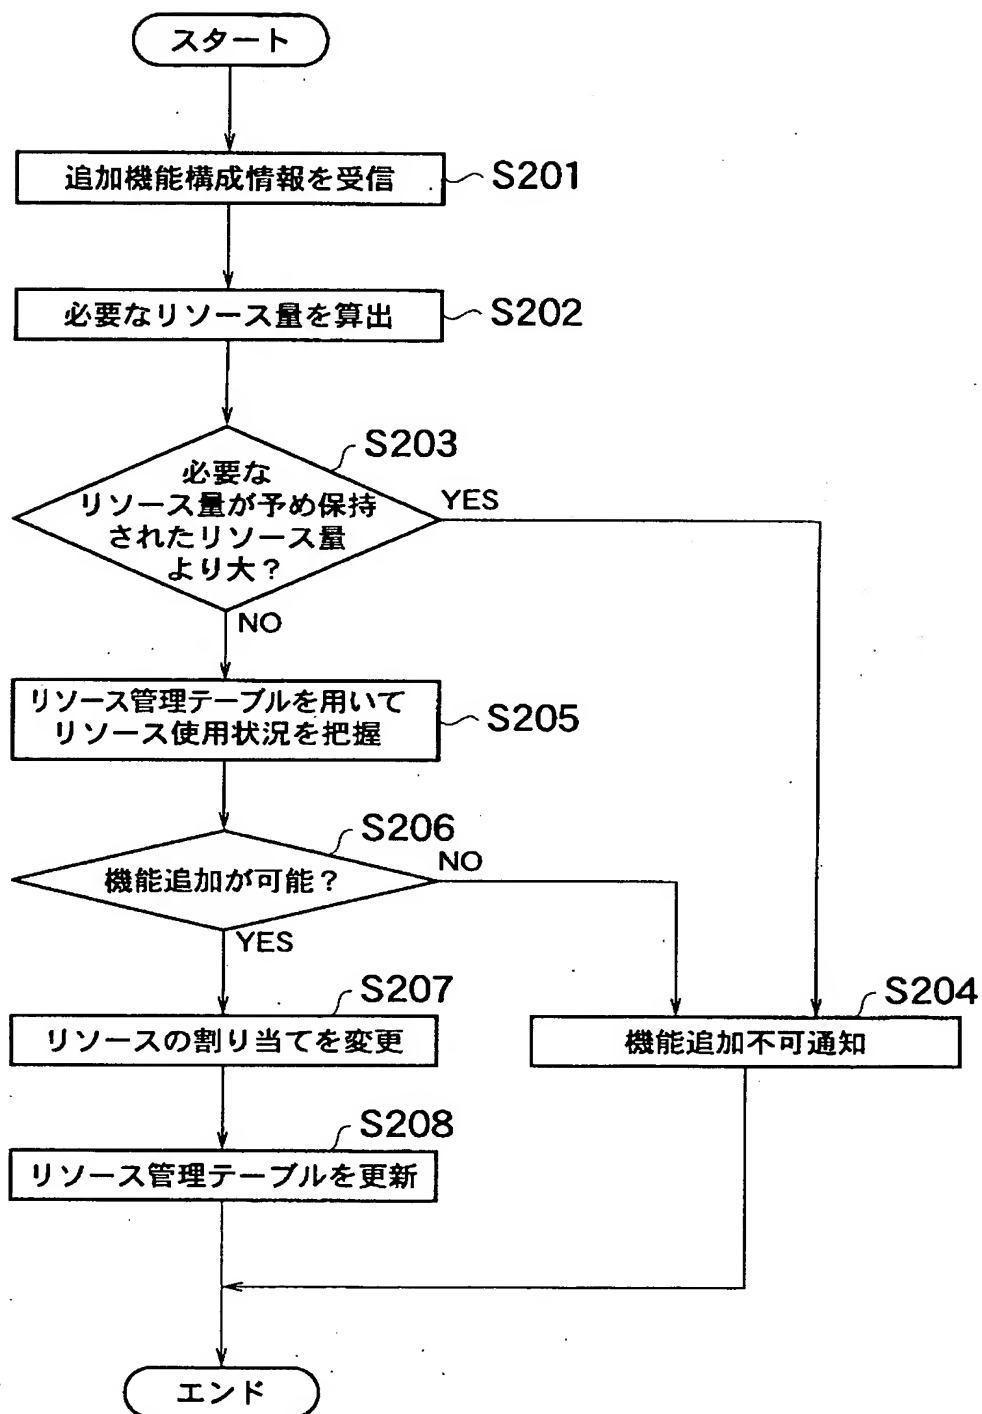 スタート
追加機能構成情報を受信
S201
必要なリソース量を算出
S202
S203
必要な
リソース量が予め保持
されたリソース量
より大?
YES
NO
リソース管理テーブルを用いて
リソース使用状況を把握
S205
S206
機能追加が可能?
NO
YES
S207
リソースの割り当てを変更
S204
機能追加不可通知
S208
リソース管理テーブルを更新
エンド